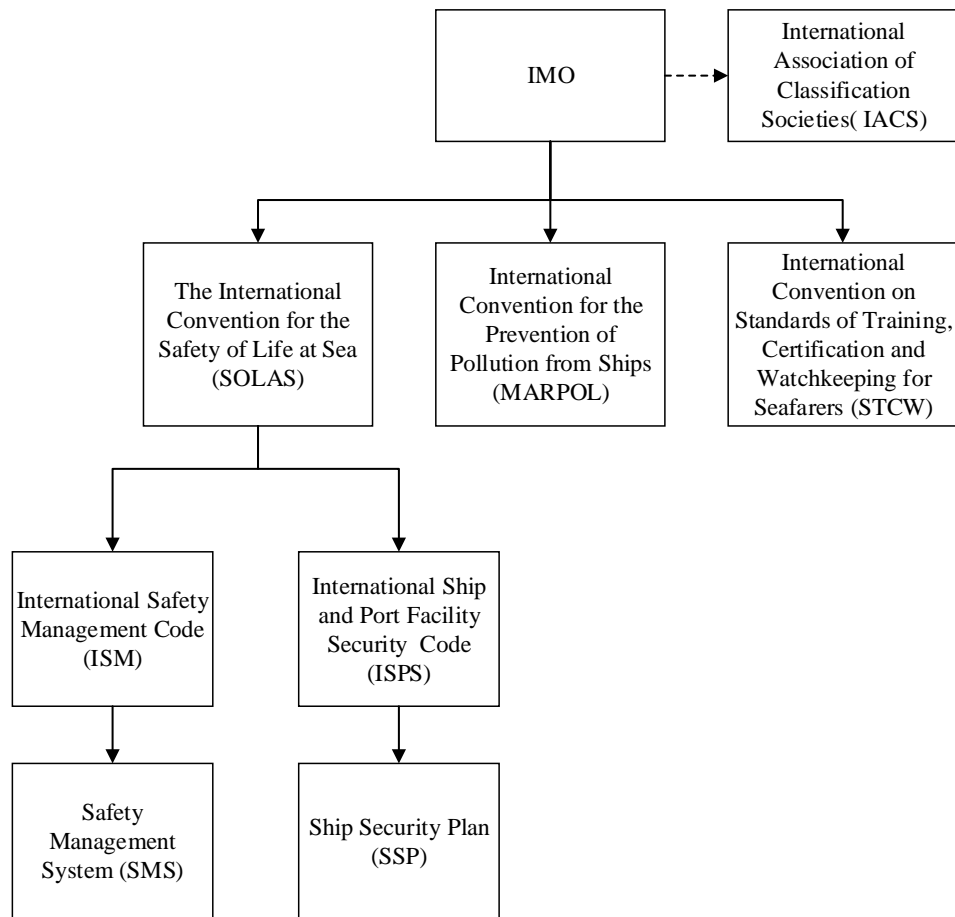 IMO
International
Association of
Classification
Societies( IACS)
The International
Convention for the
Safety of Life at Sea
(SOLAS)
International
Convention for the
Prevention of
Pollution from Ships
(MARPOL)
International
Convention on
Standards of Training,
Certification and
Watchkeeping for
Seafarers (STCW)
International Safety
Management Code
(ISM)
International Ship
and Port Facility
Security  Code
(ISPS)
Safety
Management
System (SMS)
Ship Security Plan
(SSP)